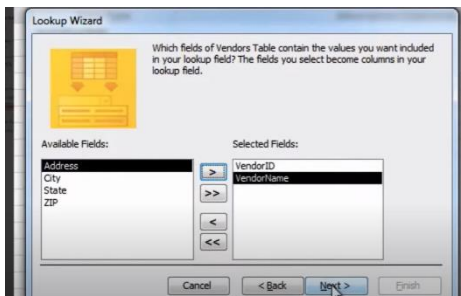 Lookup Wizard
Which fields of Vendors Table contain the values you want included
in your lookup field? The fields you select become columns in your
lookup field.
Available Fields:
Selected Fields:
Address
City
State
ZIP
>
>>
<
<<
VendorID
VendorName
Cancel
< Back
Next >
Finish